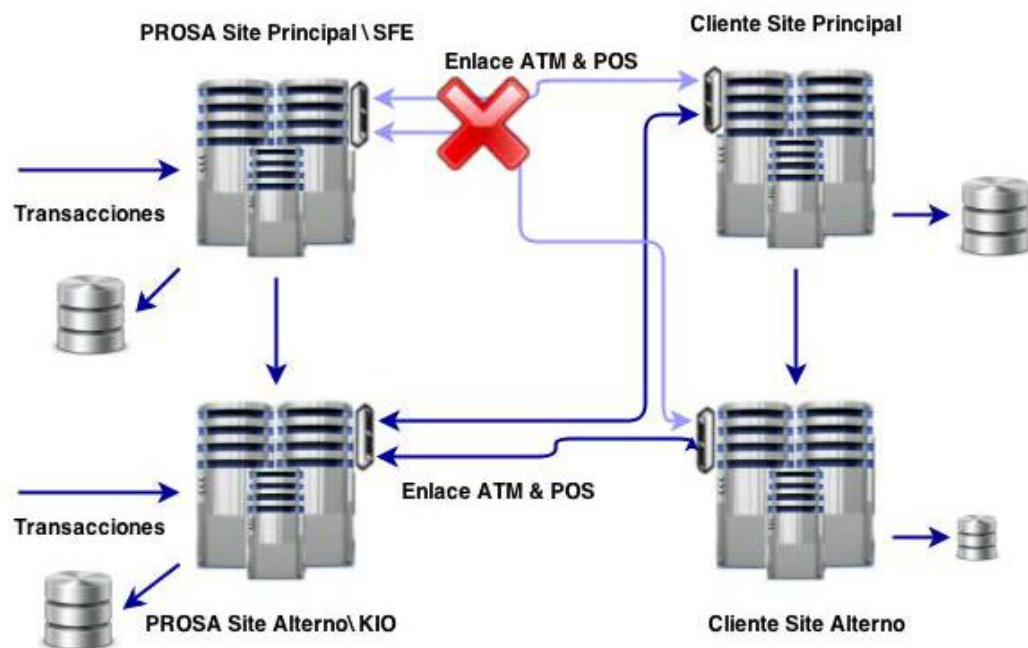 PROSA Site Principal \ SFE
Cliente Site Principal
Enlace ATM & POS
Transacciones
Enlace ATM & POS
Transacciones
PROSA Site Alterno\ KIO
Cliente Site Alterno